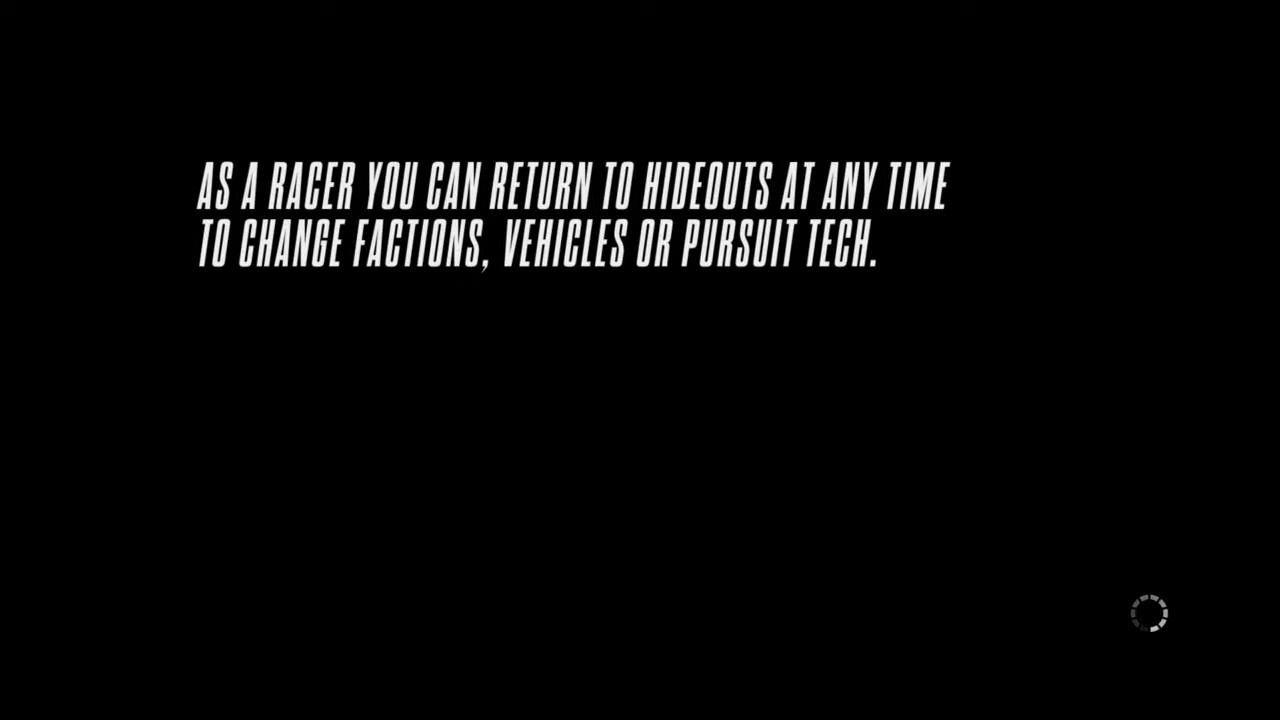 AS A RACER YOU CAN RETURN TO HIDEOUTS AT ANY TIME
TO CHANGE FACTIONS, VEHICLES OR PURSUIT TECH.